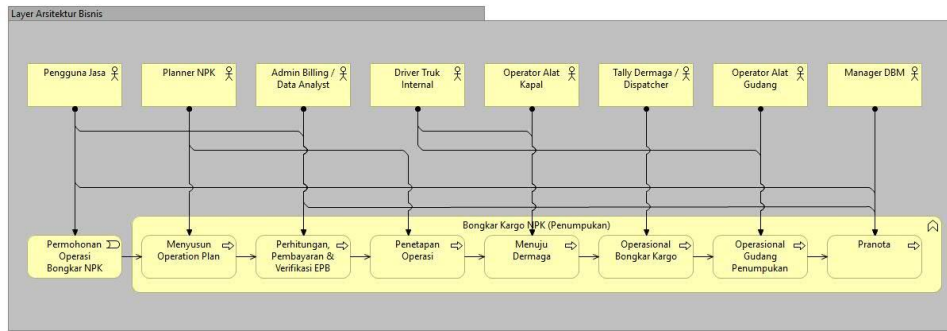 Layer Arsitektur Bisnis
Pengguna Jasa
Planner NPK
Admin Billing /
Data Analyst
Driver Truk
Internal
Operator Alat
Kapal
Tally Dermaga /
Dispatcher
Operator Alat
Gudang
Manager DBM
Bongkar Kargo NPK (Penumpukan)
Permohonan
Operasi
Bongkar NPK
Menyusun
Operation Plan
Perhitungan,
Pembayaran &
Verifikasi EPB
Penetapan
Operasi
Menuju
Dermaga
Operasional
Bongkar Kargo
Operasional
Gudang
Penumpukan
Pranota